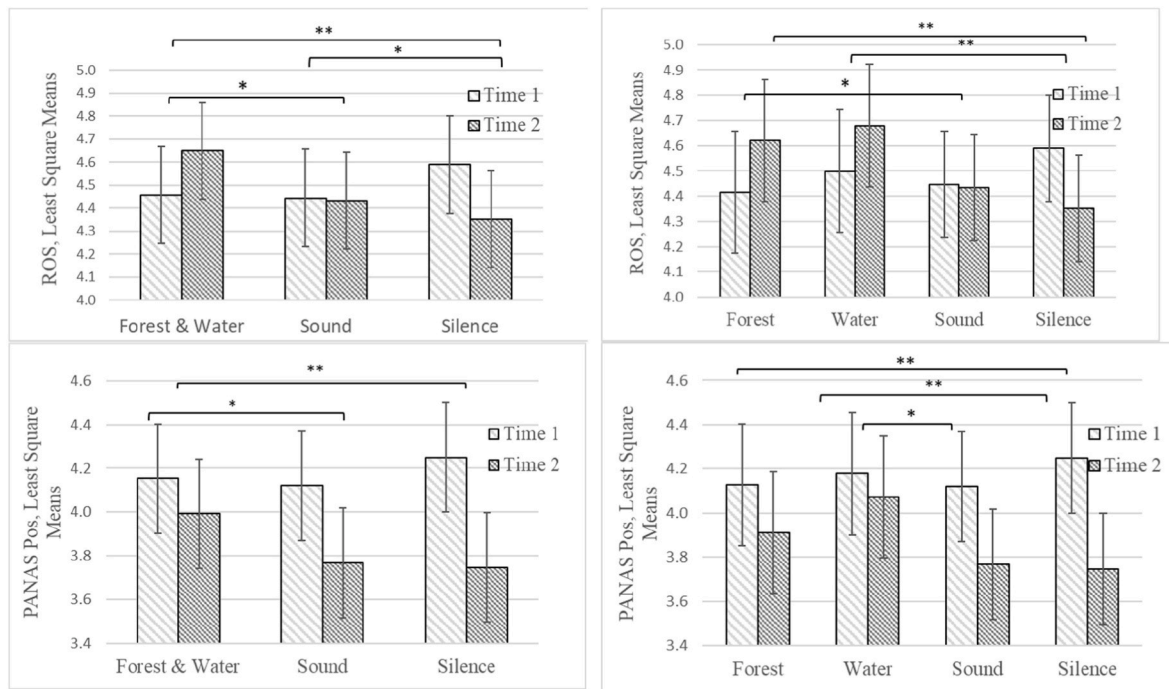 **
*
*
5.0
4.9
4.8
4.7
4.6
4.5
4.4
4.3
4.2
4.1
4.0
ROS, Least Square Means
Time 1
Time 2
Forest & Water Sound Silence
**
**
*
5.0
4.9
4.8
4.7
4.6
4.5
4.4
4.3
4.2
4.1
4.0
ROS, Least Square Means
Time 1
Time 2
Forest Water Sound Silence
**
*
4.6
4.4
4.2
4.0
3.8
3.6
3.4
PANAS Pos, Least Square
Means
Time 1
Time 2
Forest & Water Sound Silence
**
**
*
4.6
4.4
4.2
4.0
3.8
3.6
3.4
PANAS Pos, Least Square
Means
Time 1
Time 2
Forest Water Sound Silence